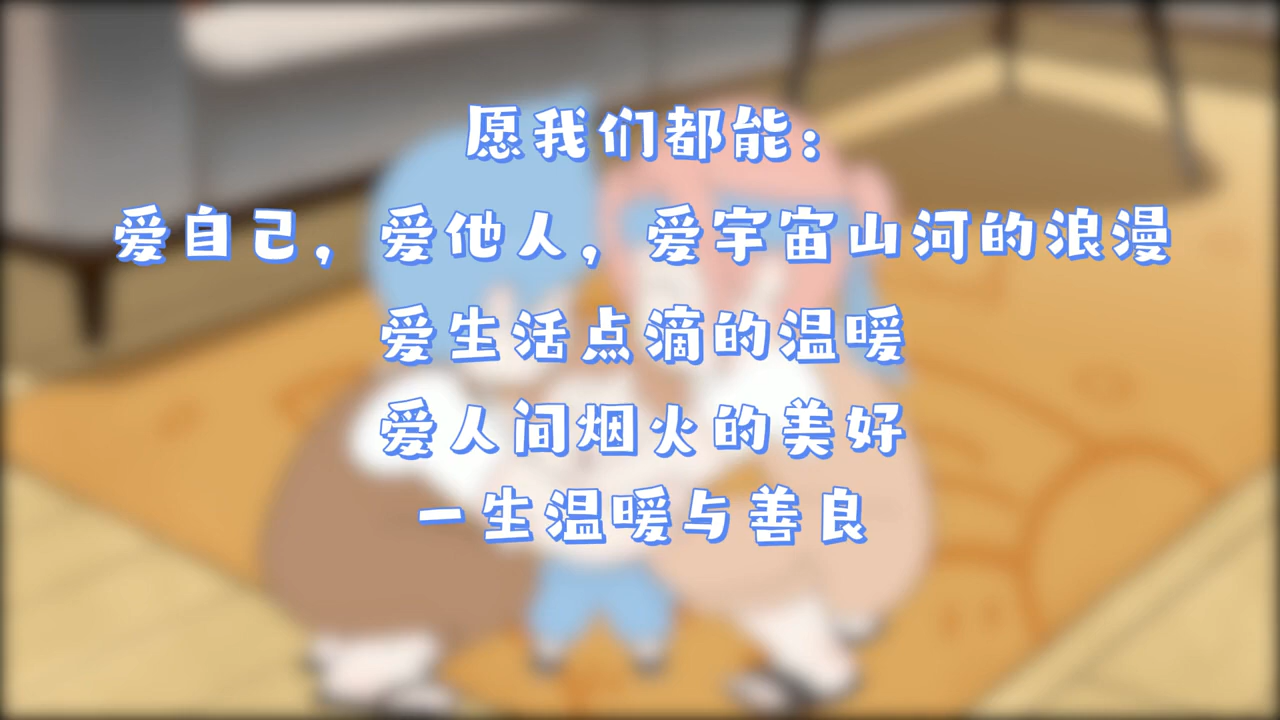 愿我们都能：
爱自己，爱他人，爱宇宙山河的浪漫
爱生活点滴的温暖
爱人间烟火的美好
一生温暖与善良